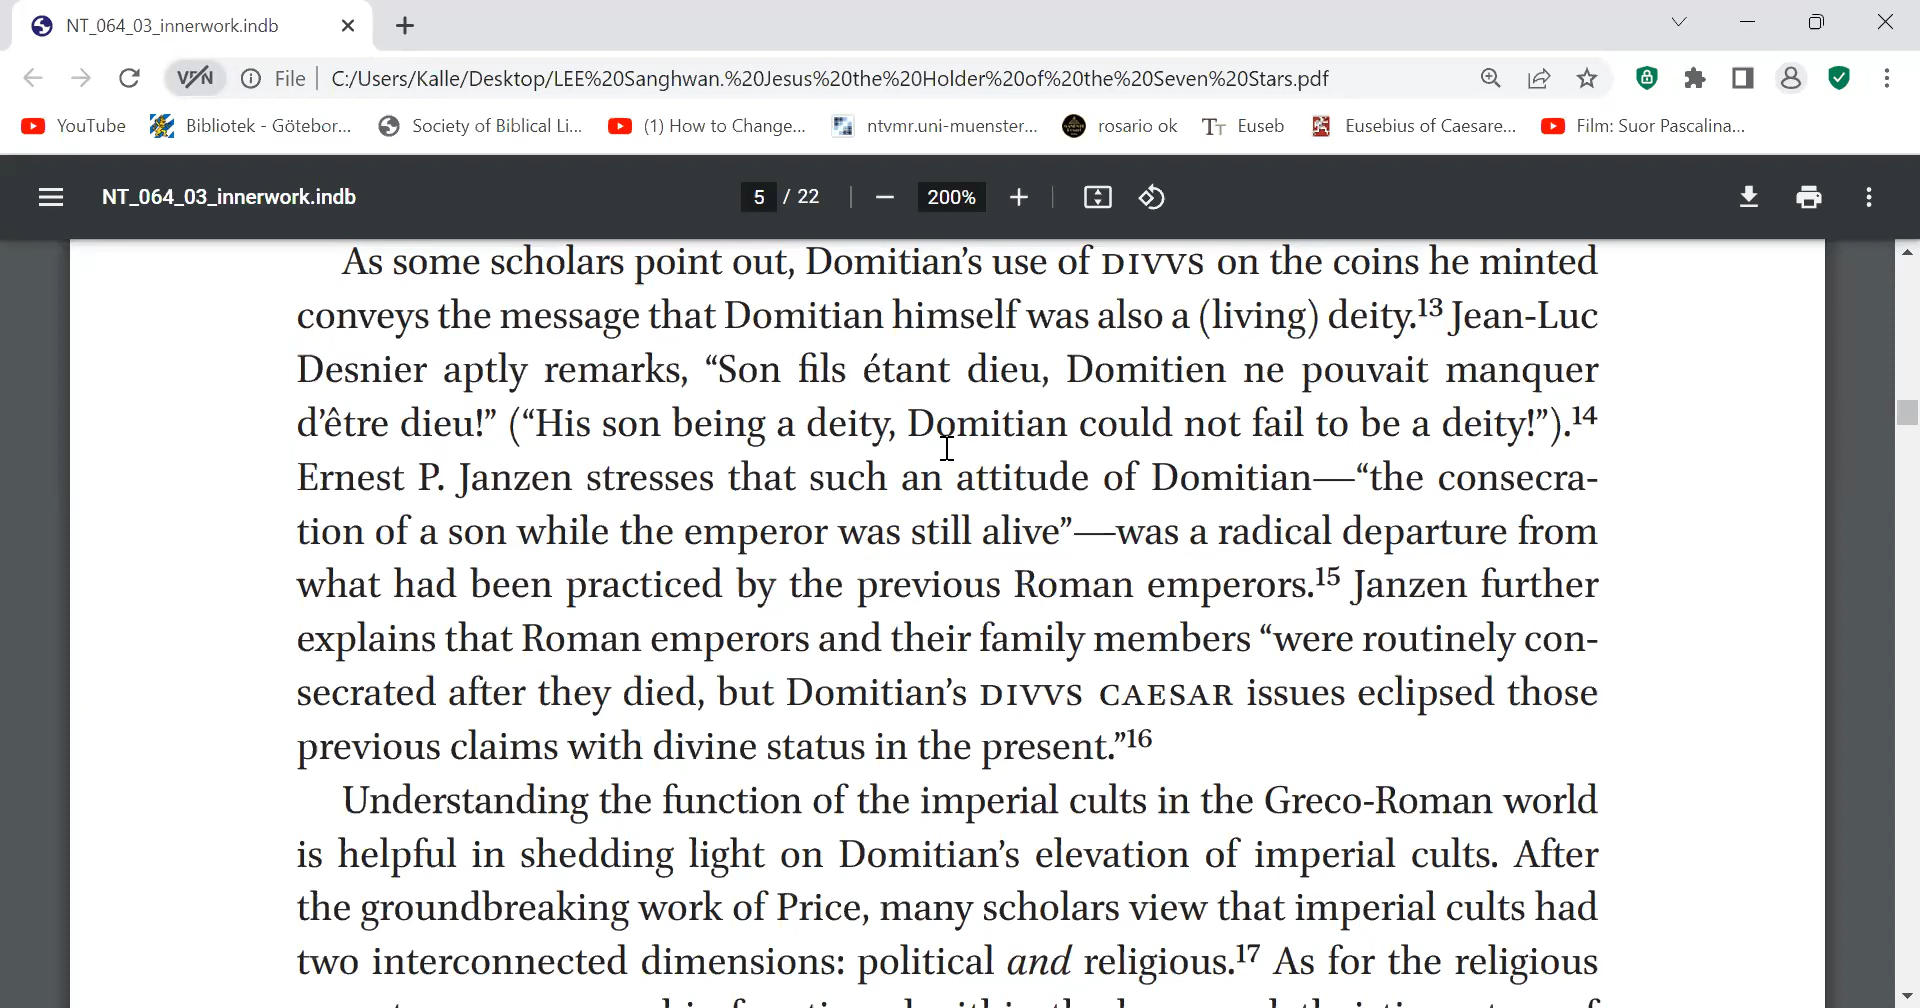 NT_064_03_innerwork.indb
VPN File C:/Users/Kalle/Desktop/LEE%20Sanghwan.%20Jesus%20the%20Holder%20of%20the%20Seven%20Stars.pdf
YouTube Bibliotek - Götebor... Society of Biblical Li... (1) How to Change... ntvmr.uni-muenster... rosario ok Euseb Eusebius of Caesare... Film: Suor Pascalina...
NT_064_03_innerwork.indb 5 / 22 200%
As some scholars point out, Domitian’s use of DIVVS on the coins he minted
conveys the message that Domitian himself was also a (living) deity.¹³ Jean-Luc
Desnier aptly remarks, “Son fils étant dieu, Domitien ne pouvait manquer
d’être dieu!” (“His son being a deity, Domitian could not fail to be a deity!”).¹⁴
Ernest P. Janzen stresses that such an attitude of Domitian—“the consecra-
tion of a son while the emperor was still alive”—was a radical departure from
what had been practiced by the previous Roman emperors.¹⁵ Janzen further
explains that Roman emperors and their family members “were routinely con-
secrated after they died, but Domitian’s DIVVS CAESAR issues eclipsed those
previous claims with divine status in the present.”¹⁶
Understanding the function of the imperial cults in the Greco-Roman world
is helpful in shedding light on Domitian’s elevation of imperial cults. After
the groundbreaking work of Price, many scholars view that imperial cults had
two interconnected dimensions: political and religious.¹⁷ As for the religious